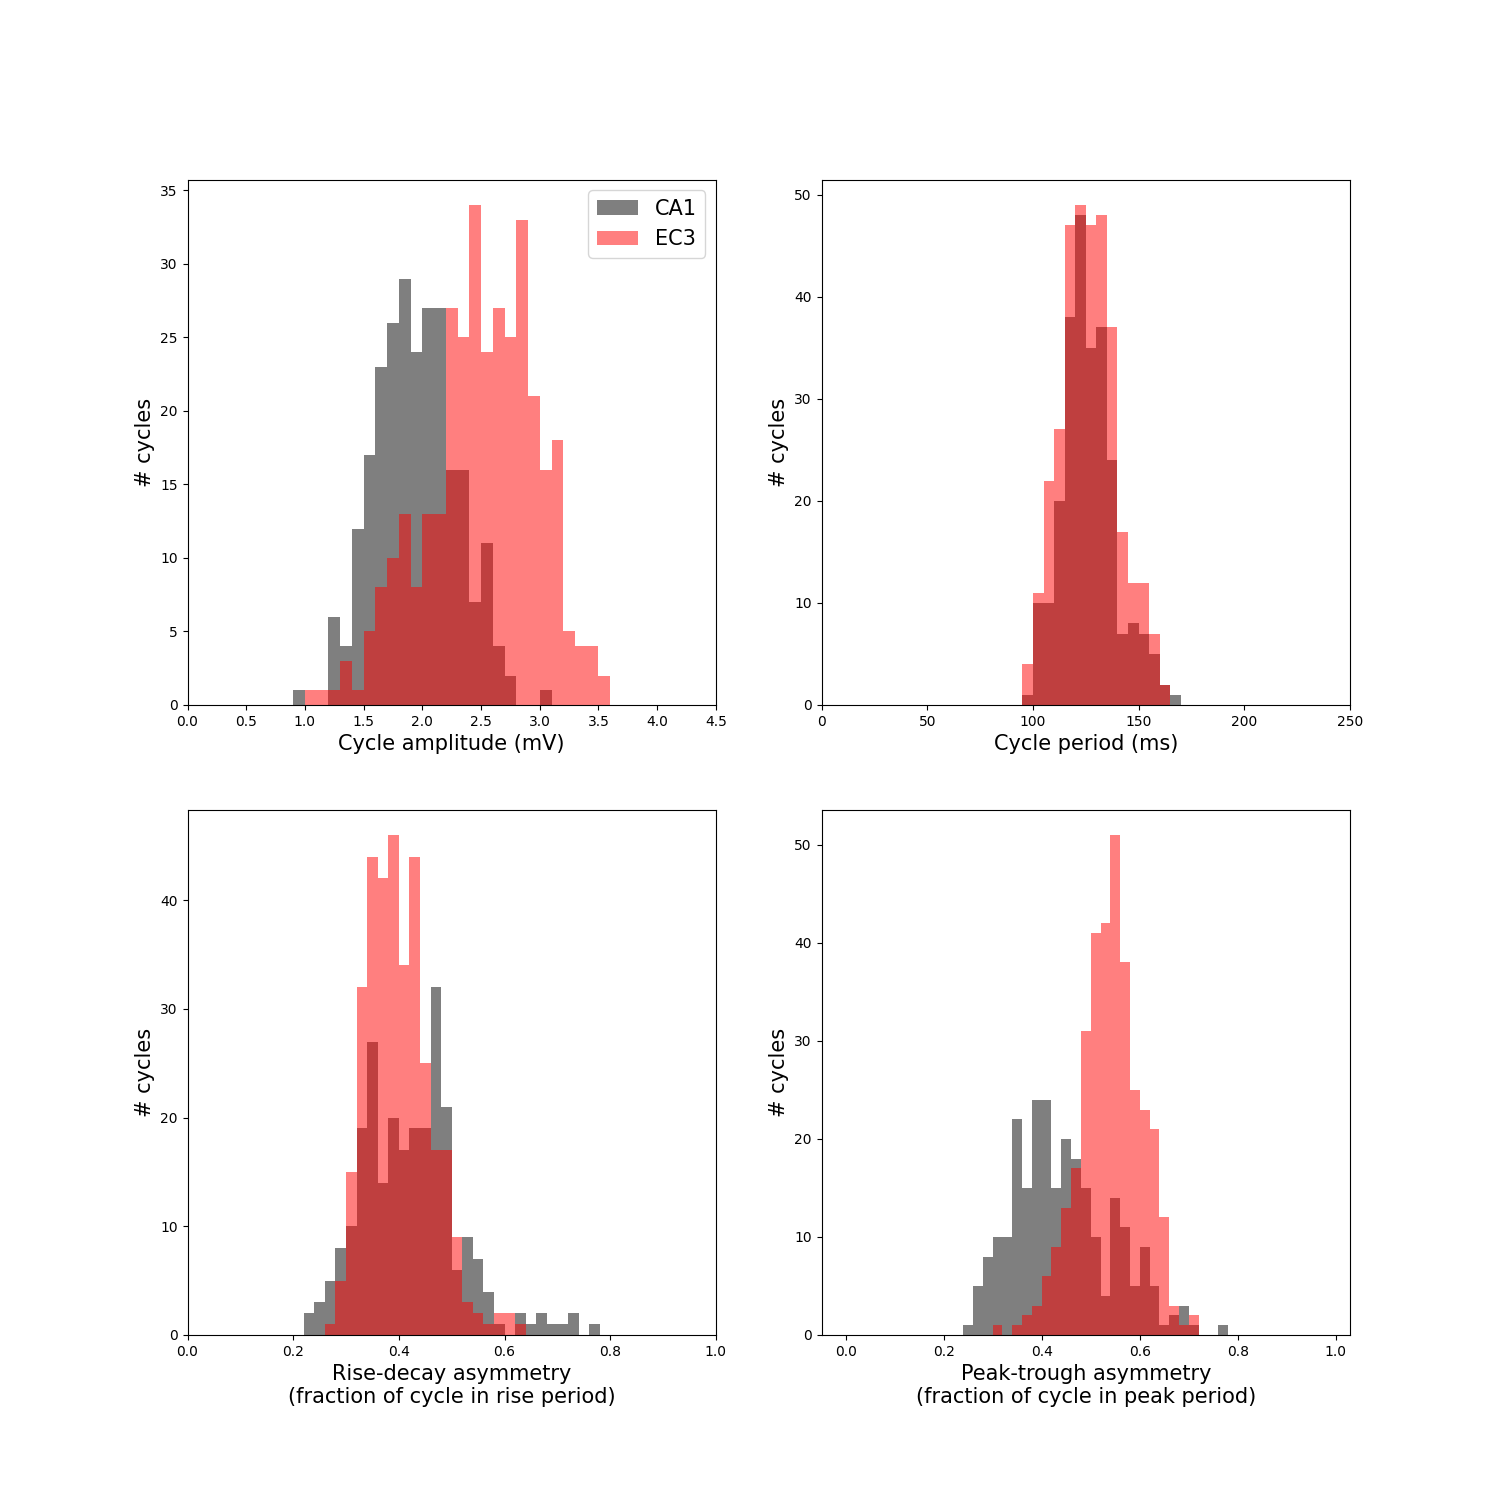 35
30
25
20
15
10
5
0
# cycles
0.0 0.5 1.0 1.5 2.0 2.5 3.0 3.5 4.0 4.5
Cycle amplitude (mV)
CA1
EC3
50
40
30
20
10
0
# cycles
0 50 100 150 200 250
Cycle period (ms)
40
30
20
10
0
# cycles
0.0 0.2 0.4 0.6 0.8 1.0
Rise-decay asymmetry
(fraction of cycle in rise period)
50
40
30
20
10
0
# cycles
0.0 0.2 0.4 0.6 0.8 1.0
Peak-trough asymmetry
(fraction of cycle in peak period)